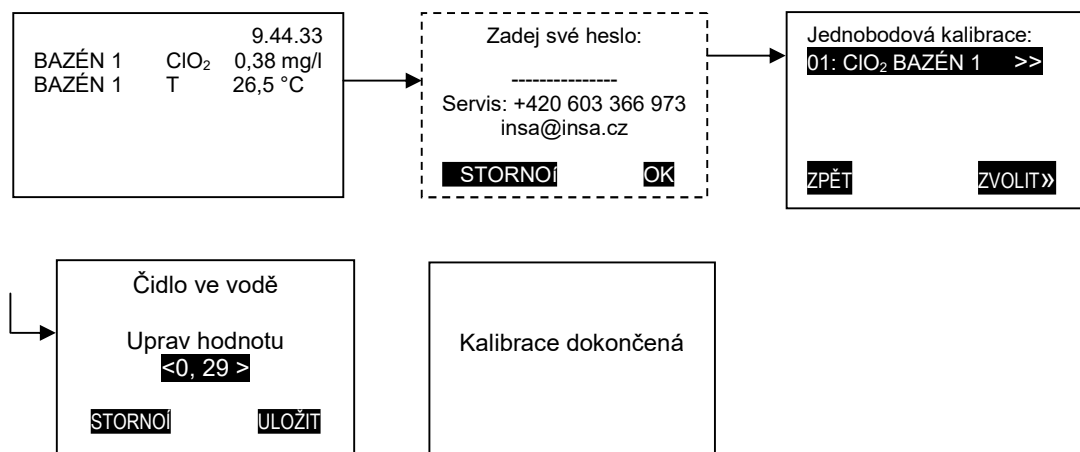 9.44.33
BAZÉN 1 ClO₂ 0,38 mg/l
BAZÉN 1 T 26,5 °C
Zadej své heslo:
---------------
Servis: +420 603 366 973
insa@insa.cz
STORNOí OK
Jednobodová kalibrace:
01: ClO₂ BAZÉN 1 >>
ZPĚT ZVOLIT»
Čidlo ve vodě
Uprav hodnotu
<0, 29 >
STORNOí ULOŽIT
Kalibrace dokončená